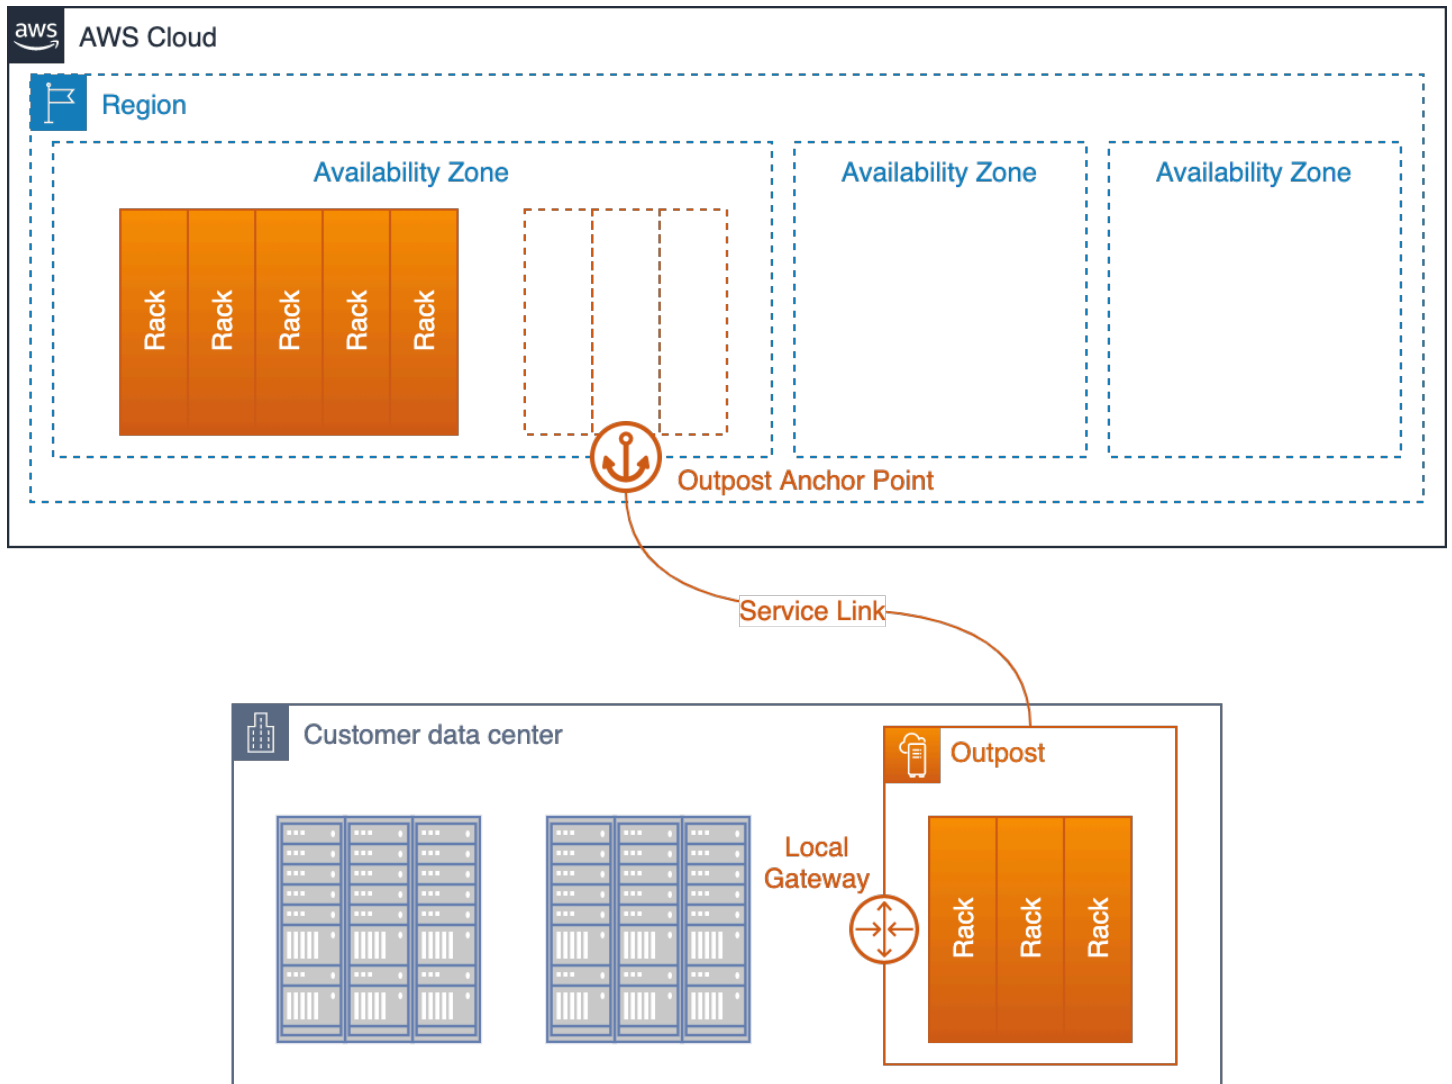 aws
AWS Cloud
Region
Availability Zone
Availability Zone
Availability Zone
Rack
Rack
Rack
Rack
Rack
Outpost Anchor Point
Service Link
Customer data center
Outpost
Local
Gateway
Rack
Rack
Rack